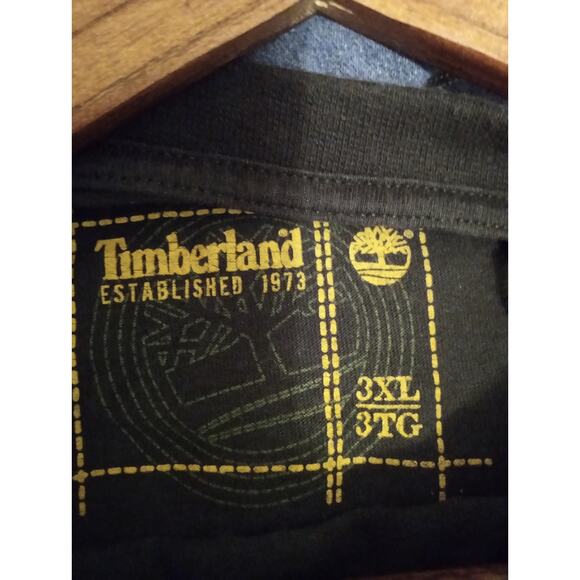 Timberland
ESTABLISHED 1973
®
3XL
3TG